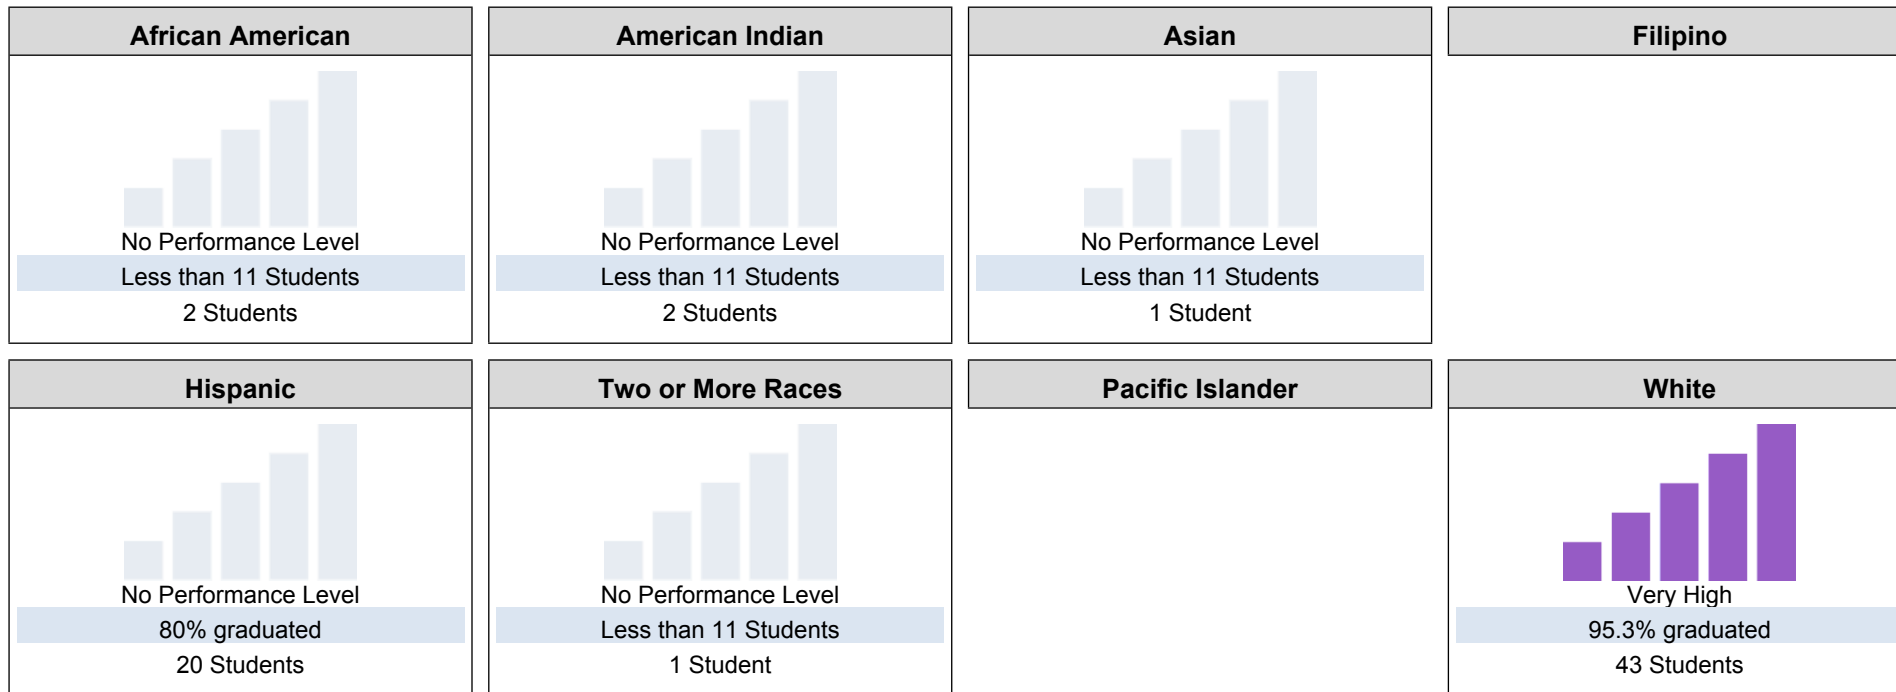 African American
No Performance Level
Less than 11 Students
2 Students
American Indian
No Performance Level
Less than 11 Students
2 Students
Asian
No Performance Level
Less than 11 Students
1 Student
Filipino
Hispanic
No Performance Level
80% graduated
20 Students
Two or More Races
No Performance Level
Less than 11 Students
1 Student
Pacific Islander
White
Very High
95.3% graduated
43 Students